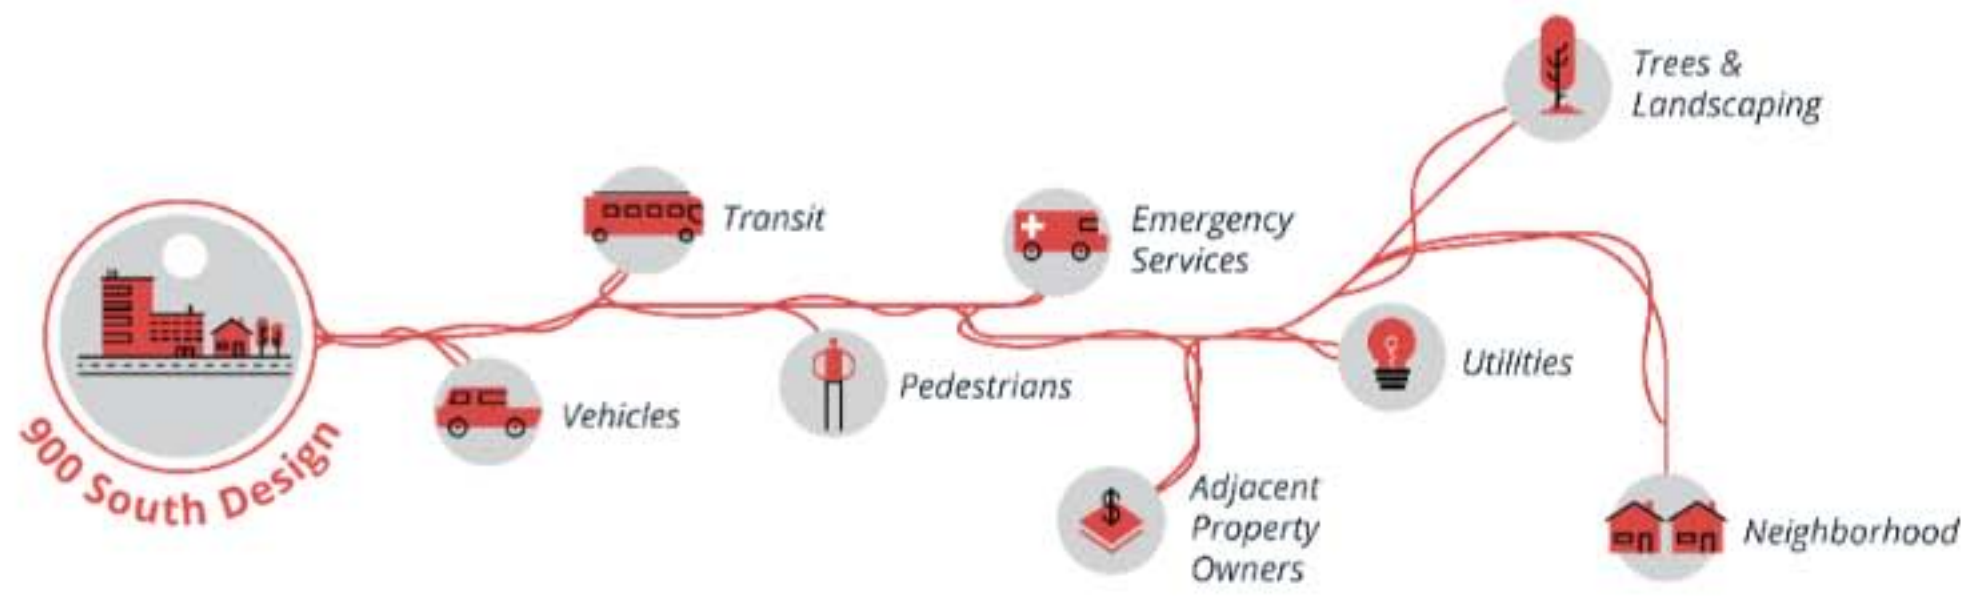 900 South Design
Vehicles
Transit
Pedestrians
Emergency
Services
Adjacent
Property
Owners
Utilities
Trees &
Landscaping
Neighborhood